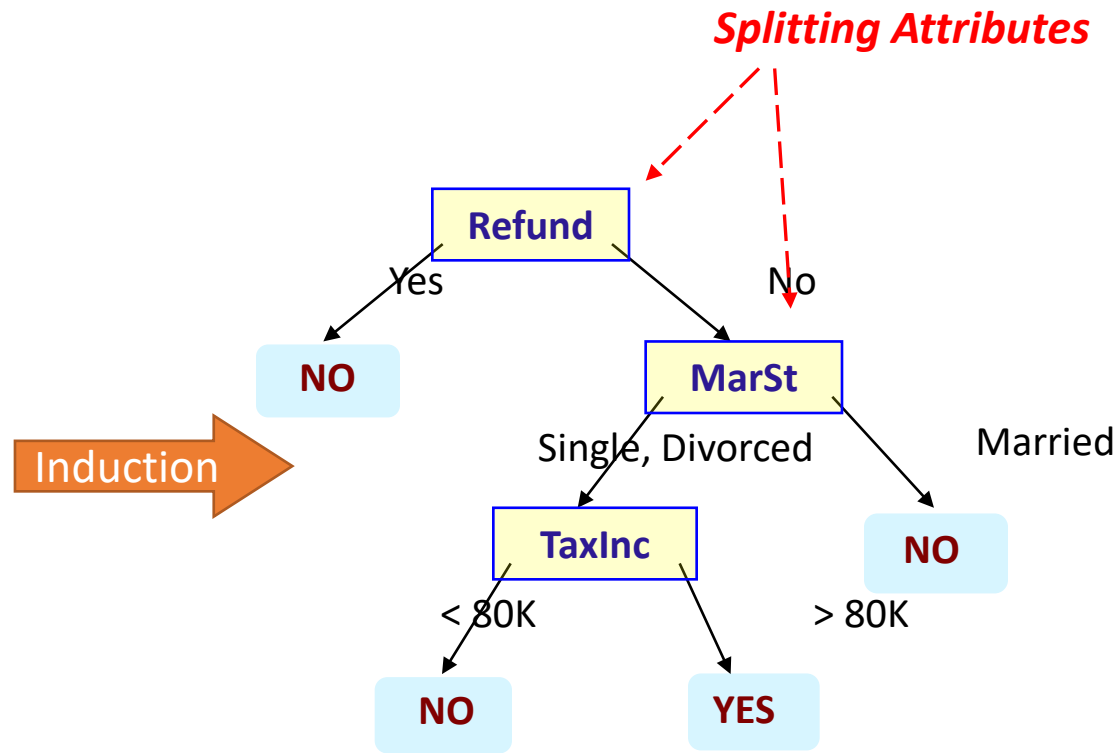 Splitting Attributes
Refund
Yes
No
NO
MarSt
Induction
Single, Divorced
Married
TaxInc
NO
< 80K
> 80K
NO
YES